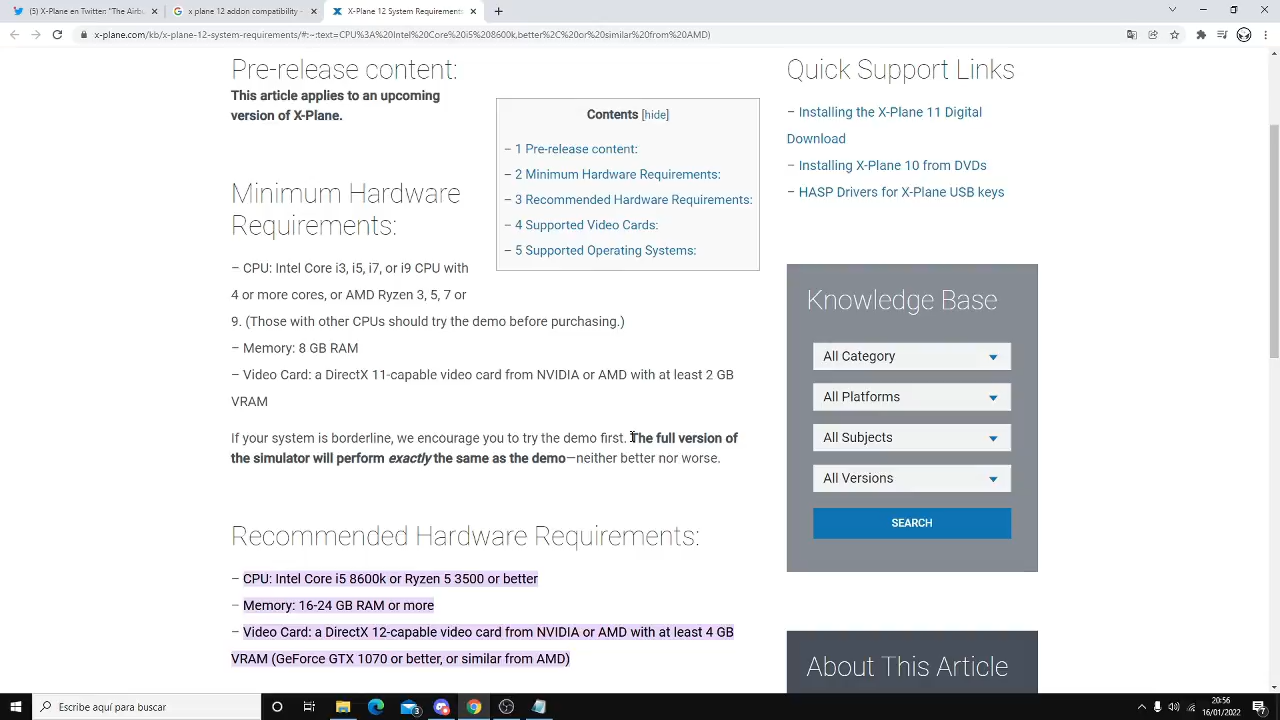 (5) X-Plane en Twitter: "The Airbu
x plane 12 addon compatibility -
X-Plane 12 System Requirements
x-plane.com/kb/x-plane-12-system-requirements/#:~:text=CPU%3A%20Intel%20Core%20i5%208600k,better%2C%20or%20similar%20from%20AMD)
Pre-release content:
This article applies to an upcoming
version of X-Plane.
Contents [hide]
– 1 Pre-release content:
– 2 Minimum Hardware Requirements:
– 3 Recommended Hardware Requirements:
– 4 Supported Video Cards:
– 5 Supported Operating Systems:
Minimum Hardware
Requirements:
– CPU: Intel Core i3, i5, i7, or i9 CPU with
4 or more cores, or AMD Ryzen 3, 5, 7 or
9. (Those with other CPUs should try the demo before purchasing.)
– Memory: 8 GB RAM
– Video Card: a DirectX 11-capable video card from NVIDIA or AMD with at least 2 GB
VRAM
If your system is borderline, we encourage you to try the demo first. The full version of
the simulator will perform exactly the same as the demo—neither better nor worse.
Recommended Hardware Requirements:
– CPU: Intel Core i5 8600k or Ryzen 5 3500 or better
– Memory: 16-24 GB RAM or more
– Video Card: a DirectX 12-capable video card from NVIDIA or AMD with at least 4 GB
VRAM (GeForce GTX 1070 or better, or similar from AMD)
Quick Support Links
– Installing the X-Plane 11 Digital
Download
– Installing X-Plane 10 from DVDs
– HASP Drivers for X-Plane USB keys
Knowledge Base
All Category
All Platforms
All Subjects
All Versions
SEARCH
About This Article
Escribe aquí para buscar
3
20:56
16/01/2022